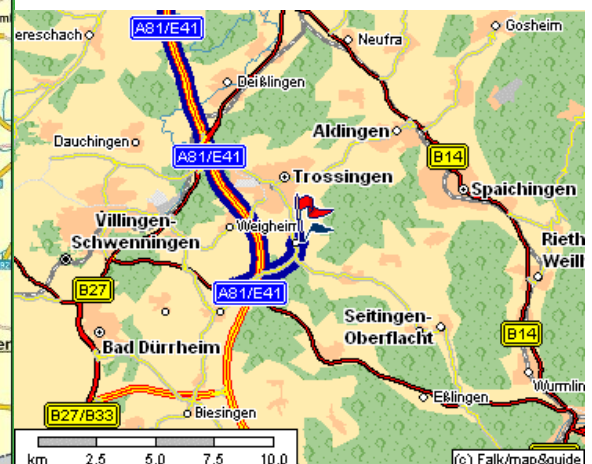 A81/E41
Gosheim
ereschach
Neufra
Deißlingen
Aldingen
Dauchingen
A81/E41
B14
Trossingen
Spaichingen
Villingen-
Schwenningen
Weigheim
Rieth
Weilh
B27
A81/E41
Seitingen-
Oberflacht
B14
Bad Dürrheim
Wurmlin
Eßlingen
B27/B33
Biesingen
km 2.5 5.0 7.5 10.0
(c) Falk/map&guide